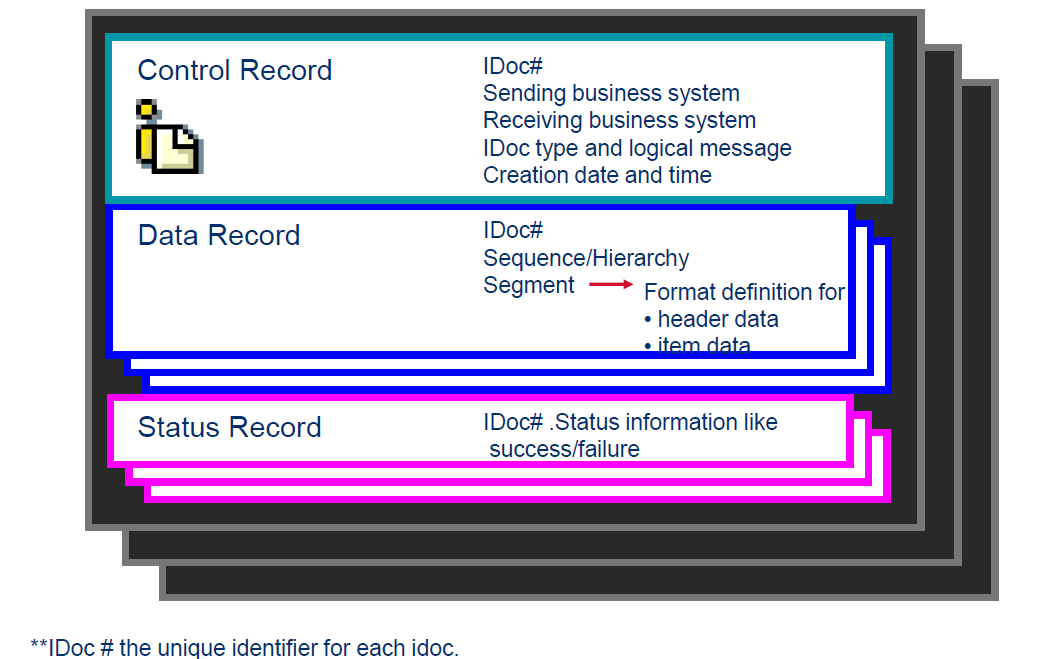 Control Record
IDoc#
Sending business system
Receiving business system
IDoc type and logical message
Creation date and time
Data Record
IDoc#
Sequence/Hierarchy
Segment
Format definition for
• header data
• item data
Status Record
IDoc# .Status information like
success/failure
**IDoc # the unique identifier for each idoc.